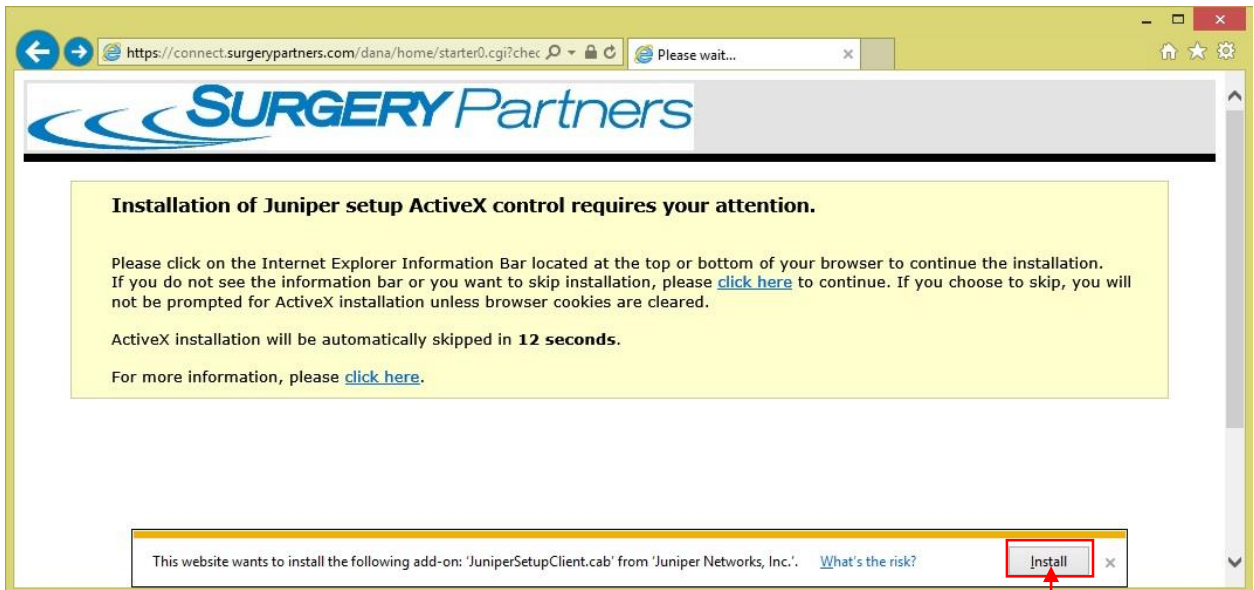 https://connect.surgerypartners.com/dana/home/starter0.cgi?chec
Please wait...
SURGERY Partners
Installation of Juniper setup ActiveX control requires your attention.
Please click on the Internet Explorer Information Bar located at the top or bottom of your browser to continue the installation.
If you do not see the information bar or you want to skip installation, please click here to continue. If you choose to skip, you will
not be prompted for ActiveX installation unless browser cookies are cleared.
ActiveX installation will be automatically skipped in 12 seconds.
For more information, please click here.
This website wants to install the following add-on: 'JuniperSetupClient.cab' from 'Juniper Networks, Inc.'. What's the risk? Install